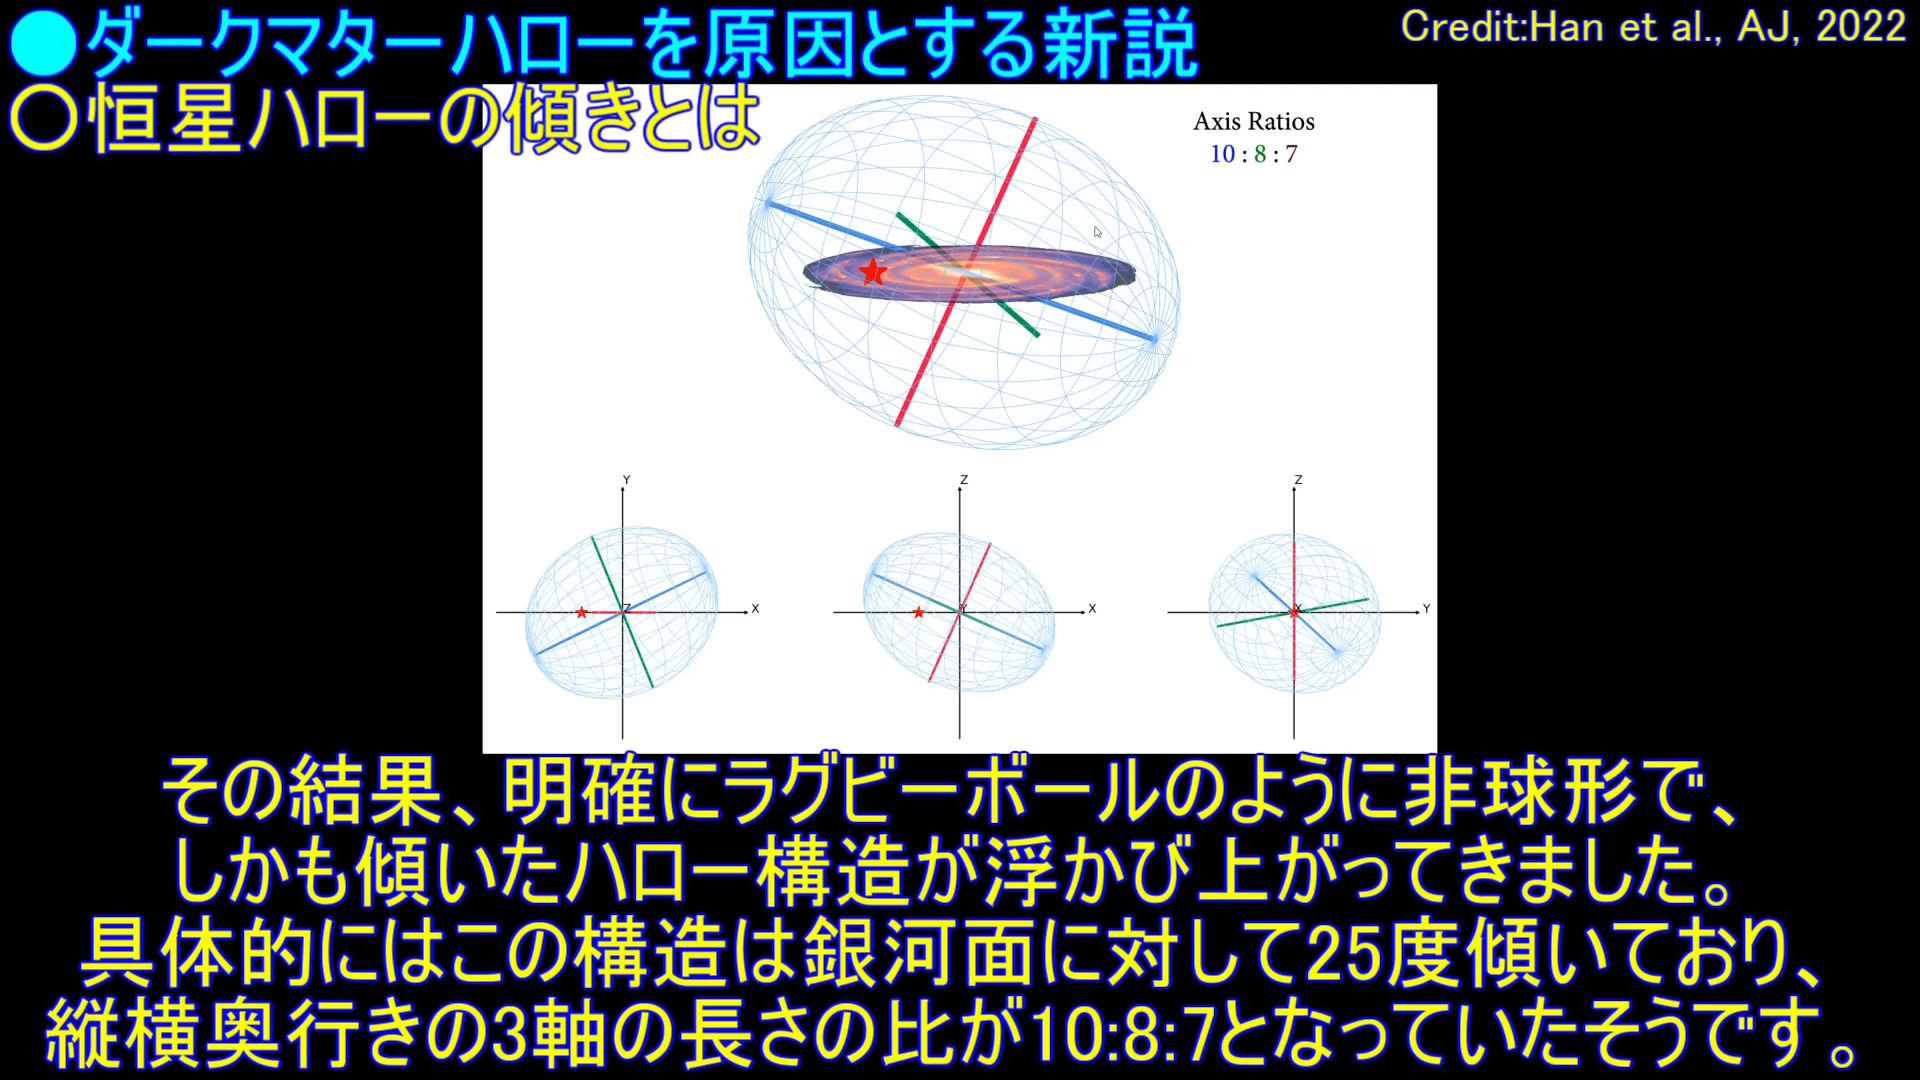 ●ダークマターハローを原因とする新説
Credit:Han et al., AJ, 2022
○恒星ハローの傾きとは
Axis Ratios
10 : 8 : 7
Y
X
Z
Z
X
Y
Z
Y
X
その結果、明確にラグビーボールのように非球形で、
しかも傾いたハロー構造が浮かび上がってきました。
具体的にはこの構造は銀河面に対して25度傾いており、
縦横奥行きの3軸の長さの比が10:8:7となっていたそうです。